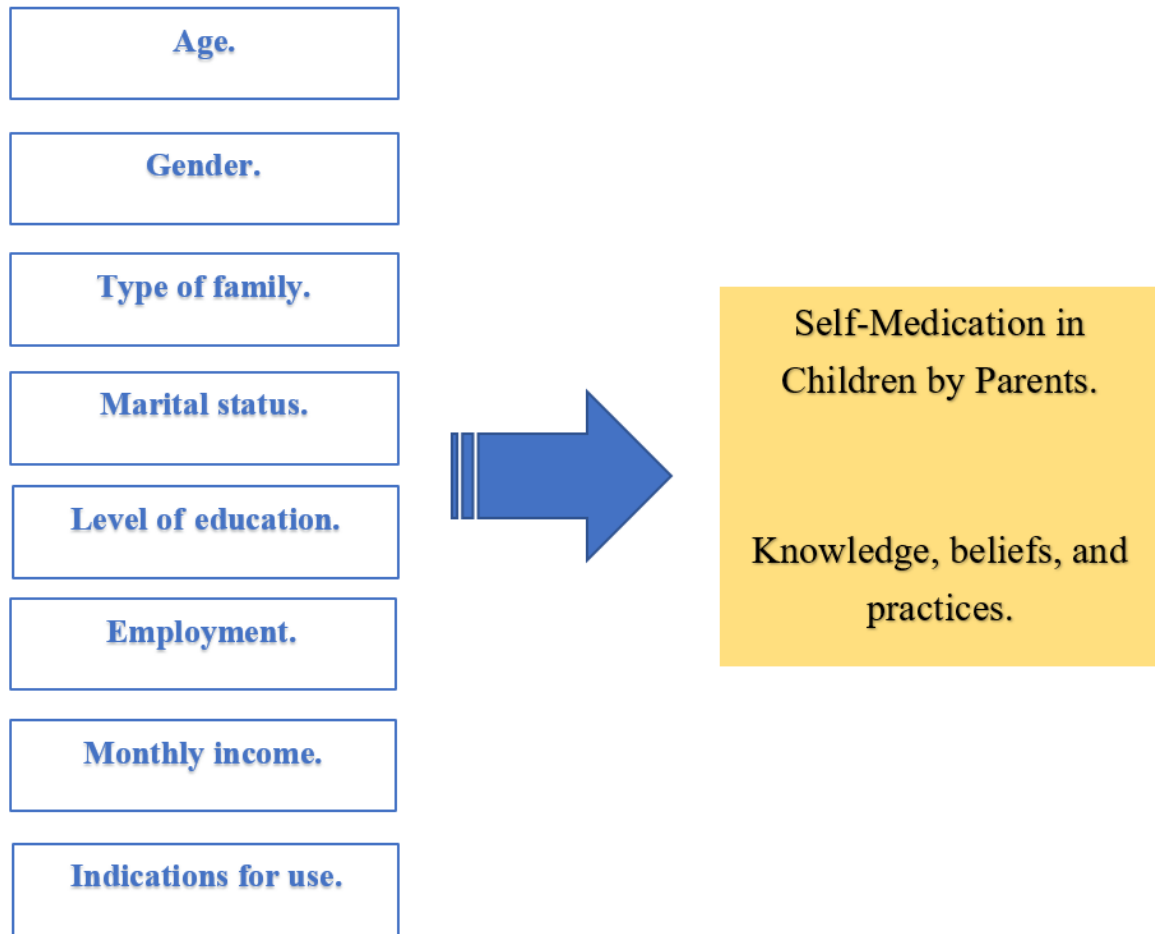 Age.
Gender.
Type of family.
Marital status.
Level of education.
Employment.
Monthly income.
Indications for use.
Self-Medication in
Children by Parents.
Knowledge, beliefs, and
practices.